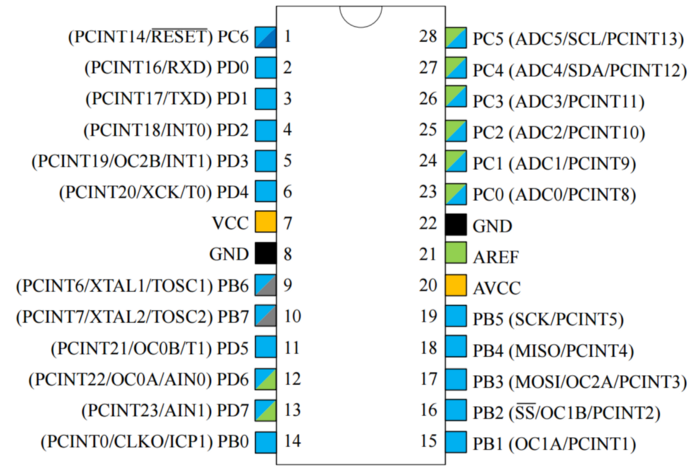 (PCINT14/RESET) PC6 1 28 PC5 (ADC5/SCL/PCINT13)
(PCINT16/RXD) PD0 2 27 PC4 (ADC4/SDA/PCINT12)
(PCINT17/TXD) PD1 3 26 PC3 (ADC3/PCINT11)
(PCINT18/INT0) PD2 4 25 PC2 (ADC2/PCINT10)
(PCINT19/OC2B/INT1) PD3 5 24 PC1 (ADC1/PCINT9)
(PCINT20/XCK/T0) PD4 6 23 PC0 (ADC0/PCINT8)
VCC 7 22 GND
GND 8 21 AREF
(PCINT6/XTAL1/TOSC1) PB6 9 20 AVCC
(PCINT7/XTAL2/TOSC2) PB7 10 19 PB5 (SCK/PCINT5)
(PCINT21/OC0B/T1) PD5 11 18 PB4 (MISO/PCINT4)
(PCINT22/OC0A/AIN0) PD6 12 17 PB3 (MOSI/OC2A/PCINT3)
(PCINT23/AIN1) PD7 13 16 PB2 (SS/OC1B/PCINT2)
(PCINT0/CLKO/ICP1) PB0 14 15 PB1 (OC1A/PCINT1)